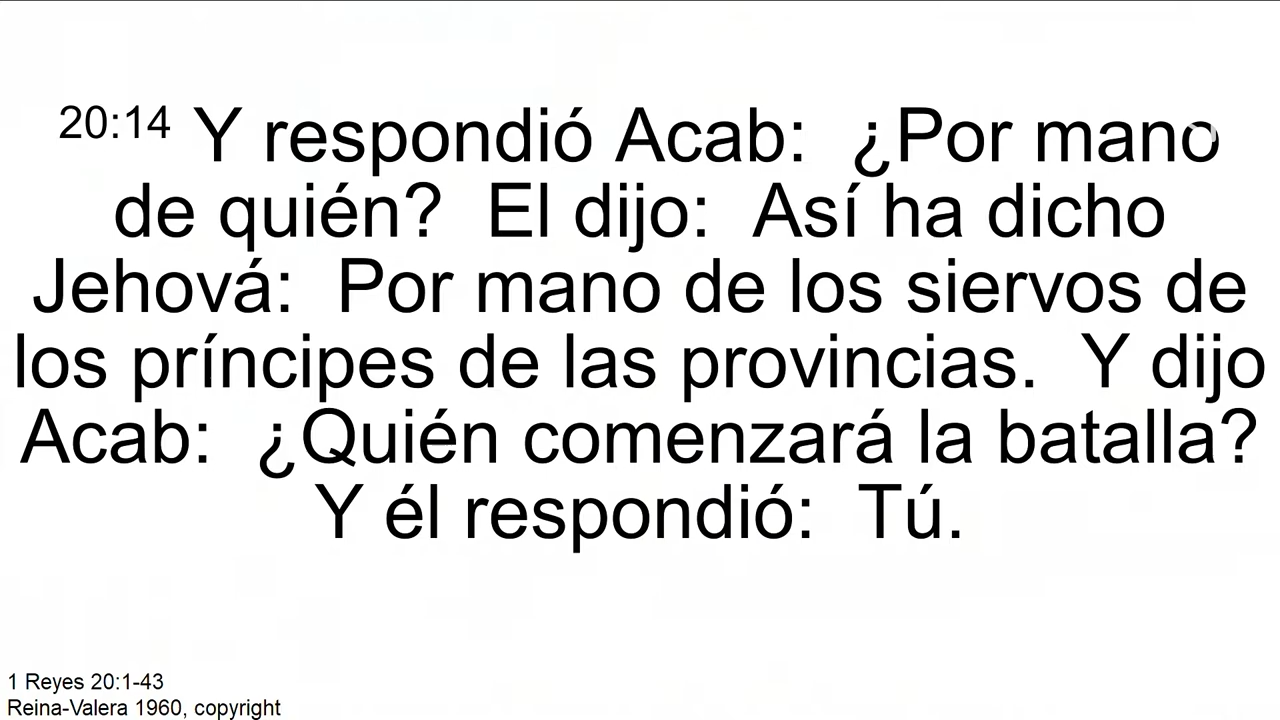 20:14 Y respondió Acab: ¿Por mano
de quién? El dijo: Así ha dicho
Jehová: Por mano de los siervos de
los príncipes de las provincias. Y dijo
Acab: ¿Quién comenzará la batalla?
Y él respondió: Tú.
1 Reyes 20:1-43
Reina-Valera 1960, copyright